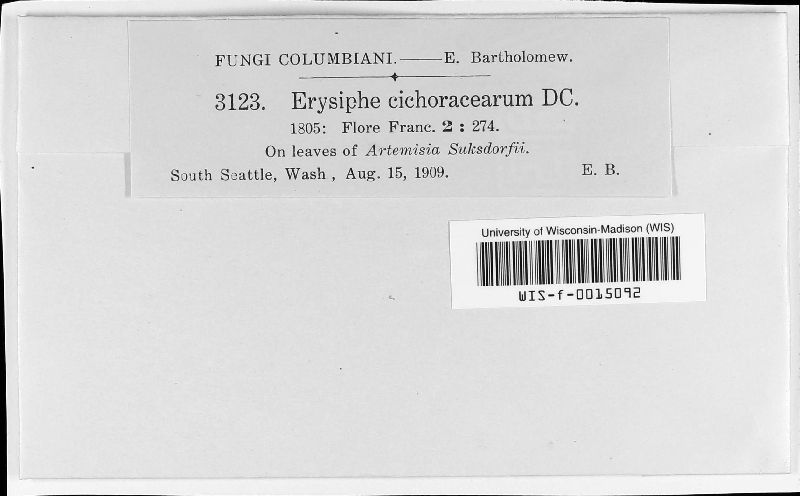 FUNGI COLUMBIANI.——E. Bartholomew.
3123. Erysiphe cichoracearum DC.
1805: Flore Franc. 2 : 274.
On leaves of Artemisia Suksdorfii.
South Seattle, Wash , Aug. 15, 1909. E. B.
University of Wisconsin-Madison (WIS)
WIS-f-0015092